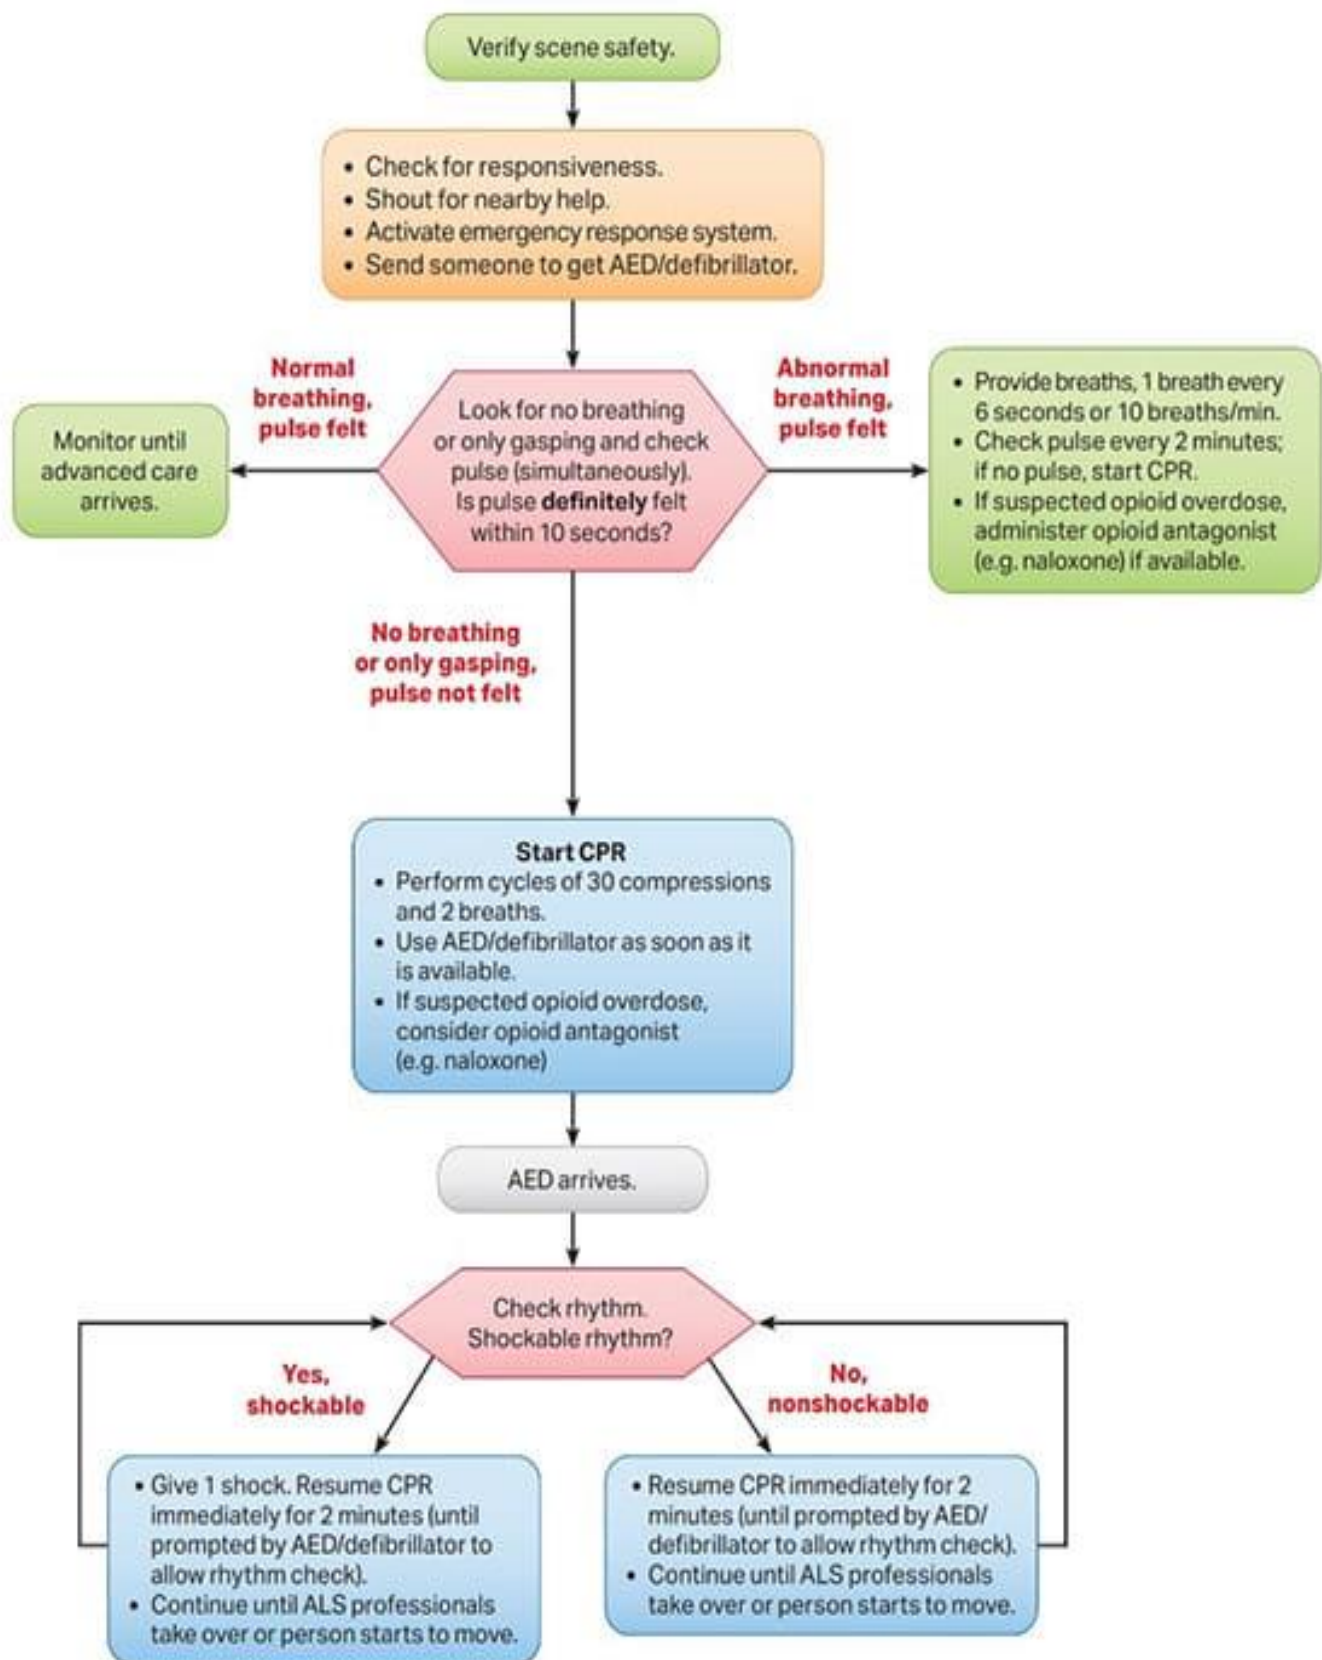 Verify scene safety.
• Check for responsiveness.
• Shout for nearby help.
• Activate emergency response system.
• Send someone to get AED/defibrillator.
Normal
breathing,
pulse felt
Abnormal
breathing,
pulse felt
Monitor until
advanced care
arrives.
Look for no breathing
or only gasping and check
pulse (simultaneously).
Is pulse definitely felt
within 10 seconds?
• Provide breaths, 1 breath every
6 seconds or 10 breaths/min.
• Check pulse every 2 minutes;
if no pulse, start CPR.
• If suspected opioid overdose,
administer opioid antagonist
(e.g. naloxone) if available.
No breathing
or only gasping,
pulse not felt
Start CPR
• Perform cycles of 30 compressions
and 2 breaths.
• Use AED/defibrillator as soon as it
is available.
• If suspected opioid overdose,
consider opioid antagonist
(e.g. naloxone)
AED arrives.
Check rhythm.
Shockable rhythm?
Yes,
shockable
No,
nonshockable
• Give 1 shock. Resume CPR
immediately for 2 minutes (until
prompted by AED/defibrillator to
allow rhythm check).
• Continue until ALS professionals
take over or person starts to move.
• Resume CPR immediately for 2
minutes (until prompted by AED/
defibrillator to allow rhythm check).
• Continue until ALS professionals
take over or person starts to move.